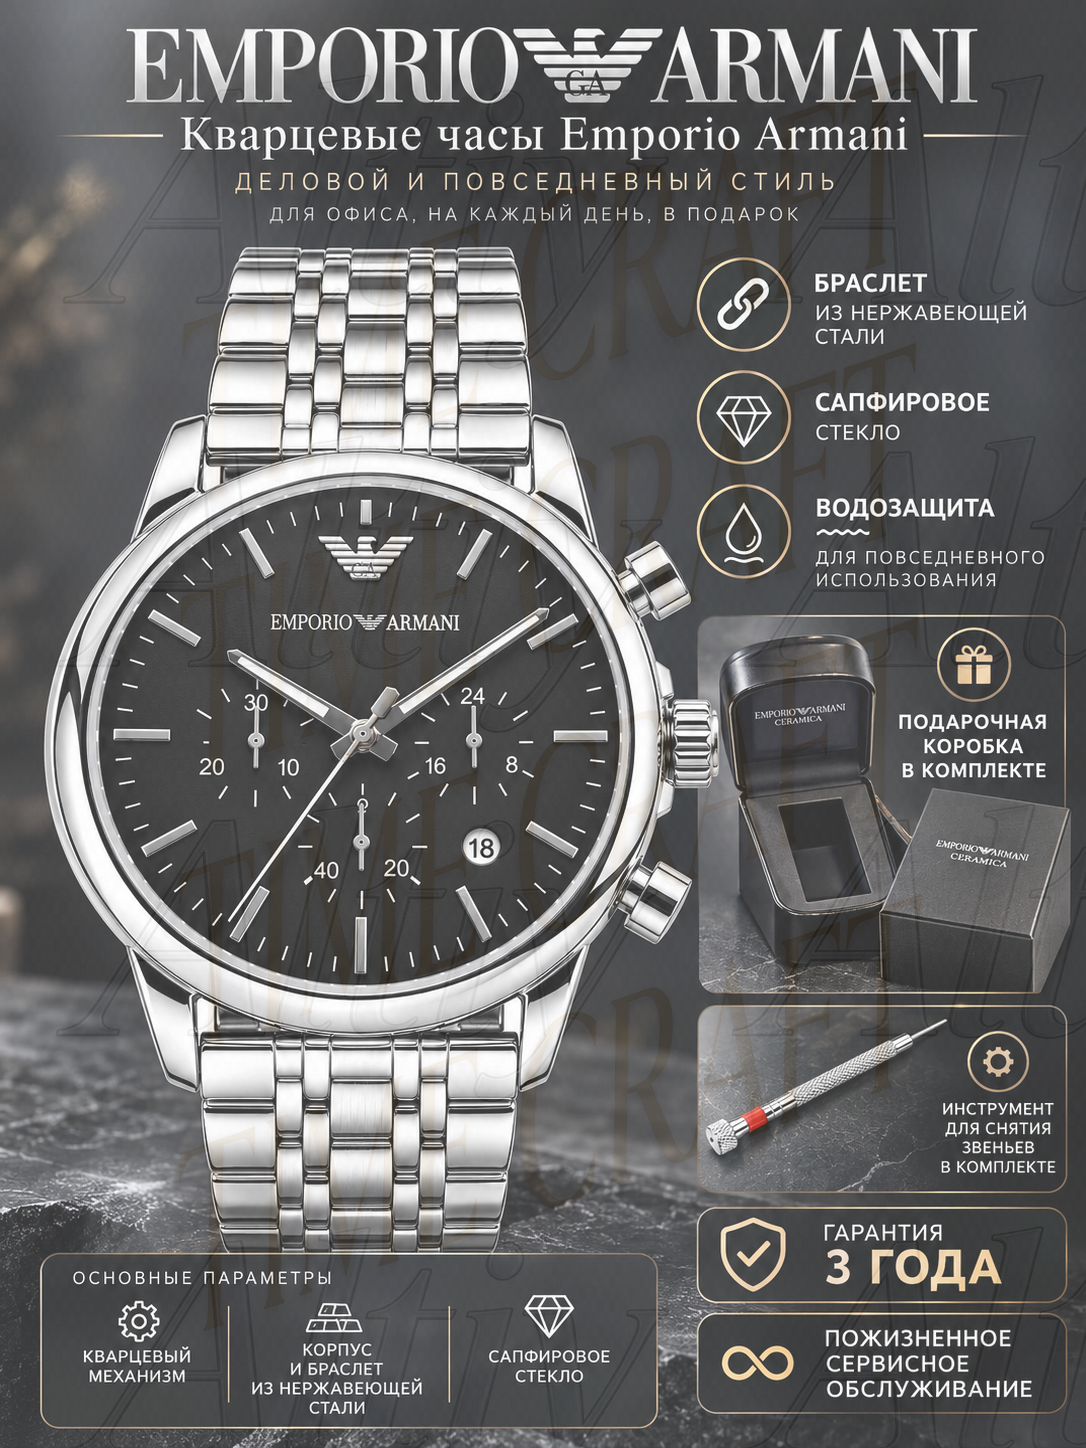 EMPORIO ARMANI
GA
Кварцевые часы Emporio Armani
ДЕЛОВОЙ И ПОВСЕДНЕВНЫЙ СТИЛЬ
ДЛЯ ОФИСА, НА КАЖДЫЙ ДЕНЬ, В ПОДАРОК
БРАСЛЕТ
ИЗ НЕРЖАВЕЮЩЕЙ
СТАЛИ
САПФИРОВОЕ
СТЕКЛО
ВОДОЗАЩИТА
ДЛЯ ПОВСЕДНЕВНОГО
ИСПОЛЬЗОВАНИЯ
GA
EMPORIO ARMANI
30
20 10
24
16 8
40 20
18
EMPORIO ARMANI
CERAMICA
ПОДАРОЧНАЯ
КОРОБКА
В КОМПЛЕКТЕ
EMPORIO ARMANI
CERAMICA
ИНСТРУМЕНТ
ДЛЯ СНЯТИЯ
ЗВЕНЬЕВ
В КОМПЛЕКТЕ
ГАРАНТИЯ
3 ГОДА
ПОЖИЗНЕННОЕ
СЕРВИСНОЕ
ОБСЛУЖИВАНИЕ
ОСНОВНЫЕ ПАРАМЕТРЫ
КВАРЦЕВЫЙ
МЕХАНИЗМ
КОРПУС
И БРАСЛЕТ
ИЗ НЕРЖАВЕЮЩЕЙ
СТАЛИ
САПФИРОВОЕ
СТЕКЛО